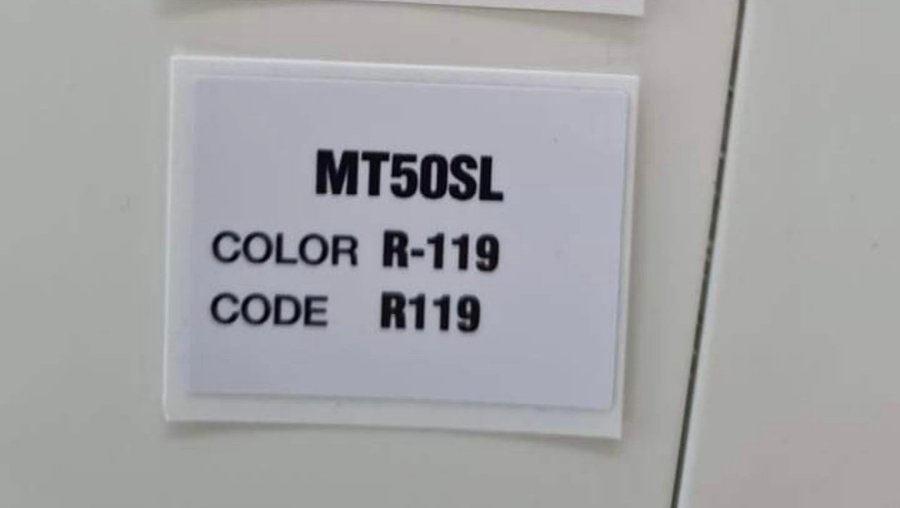 MT50SL
COLOR R-119
CODE R119